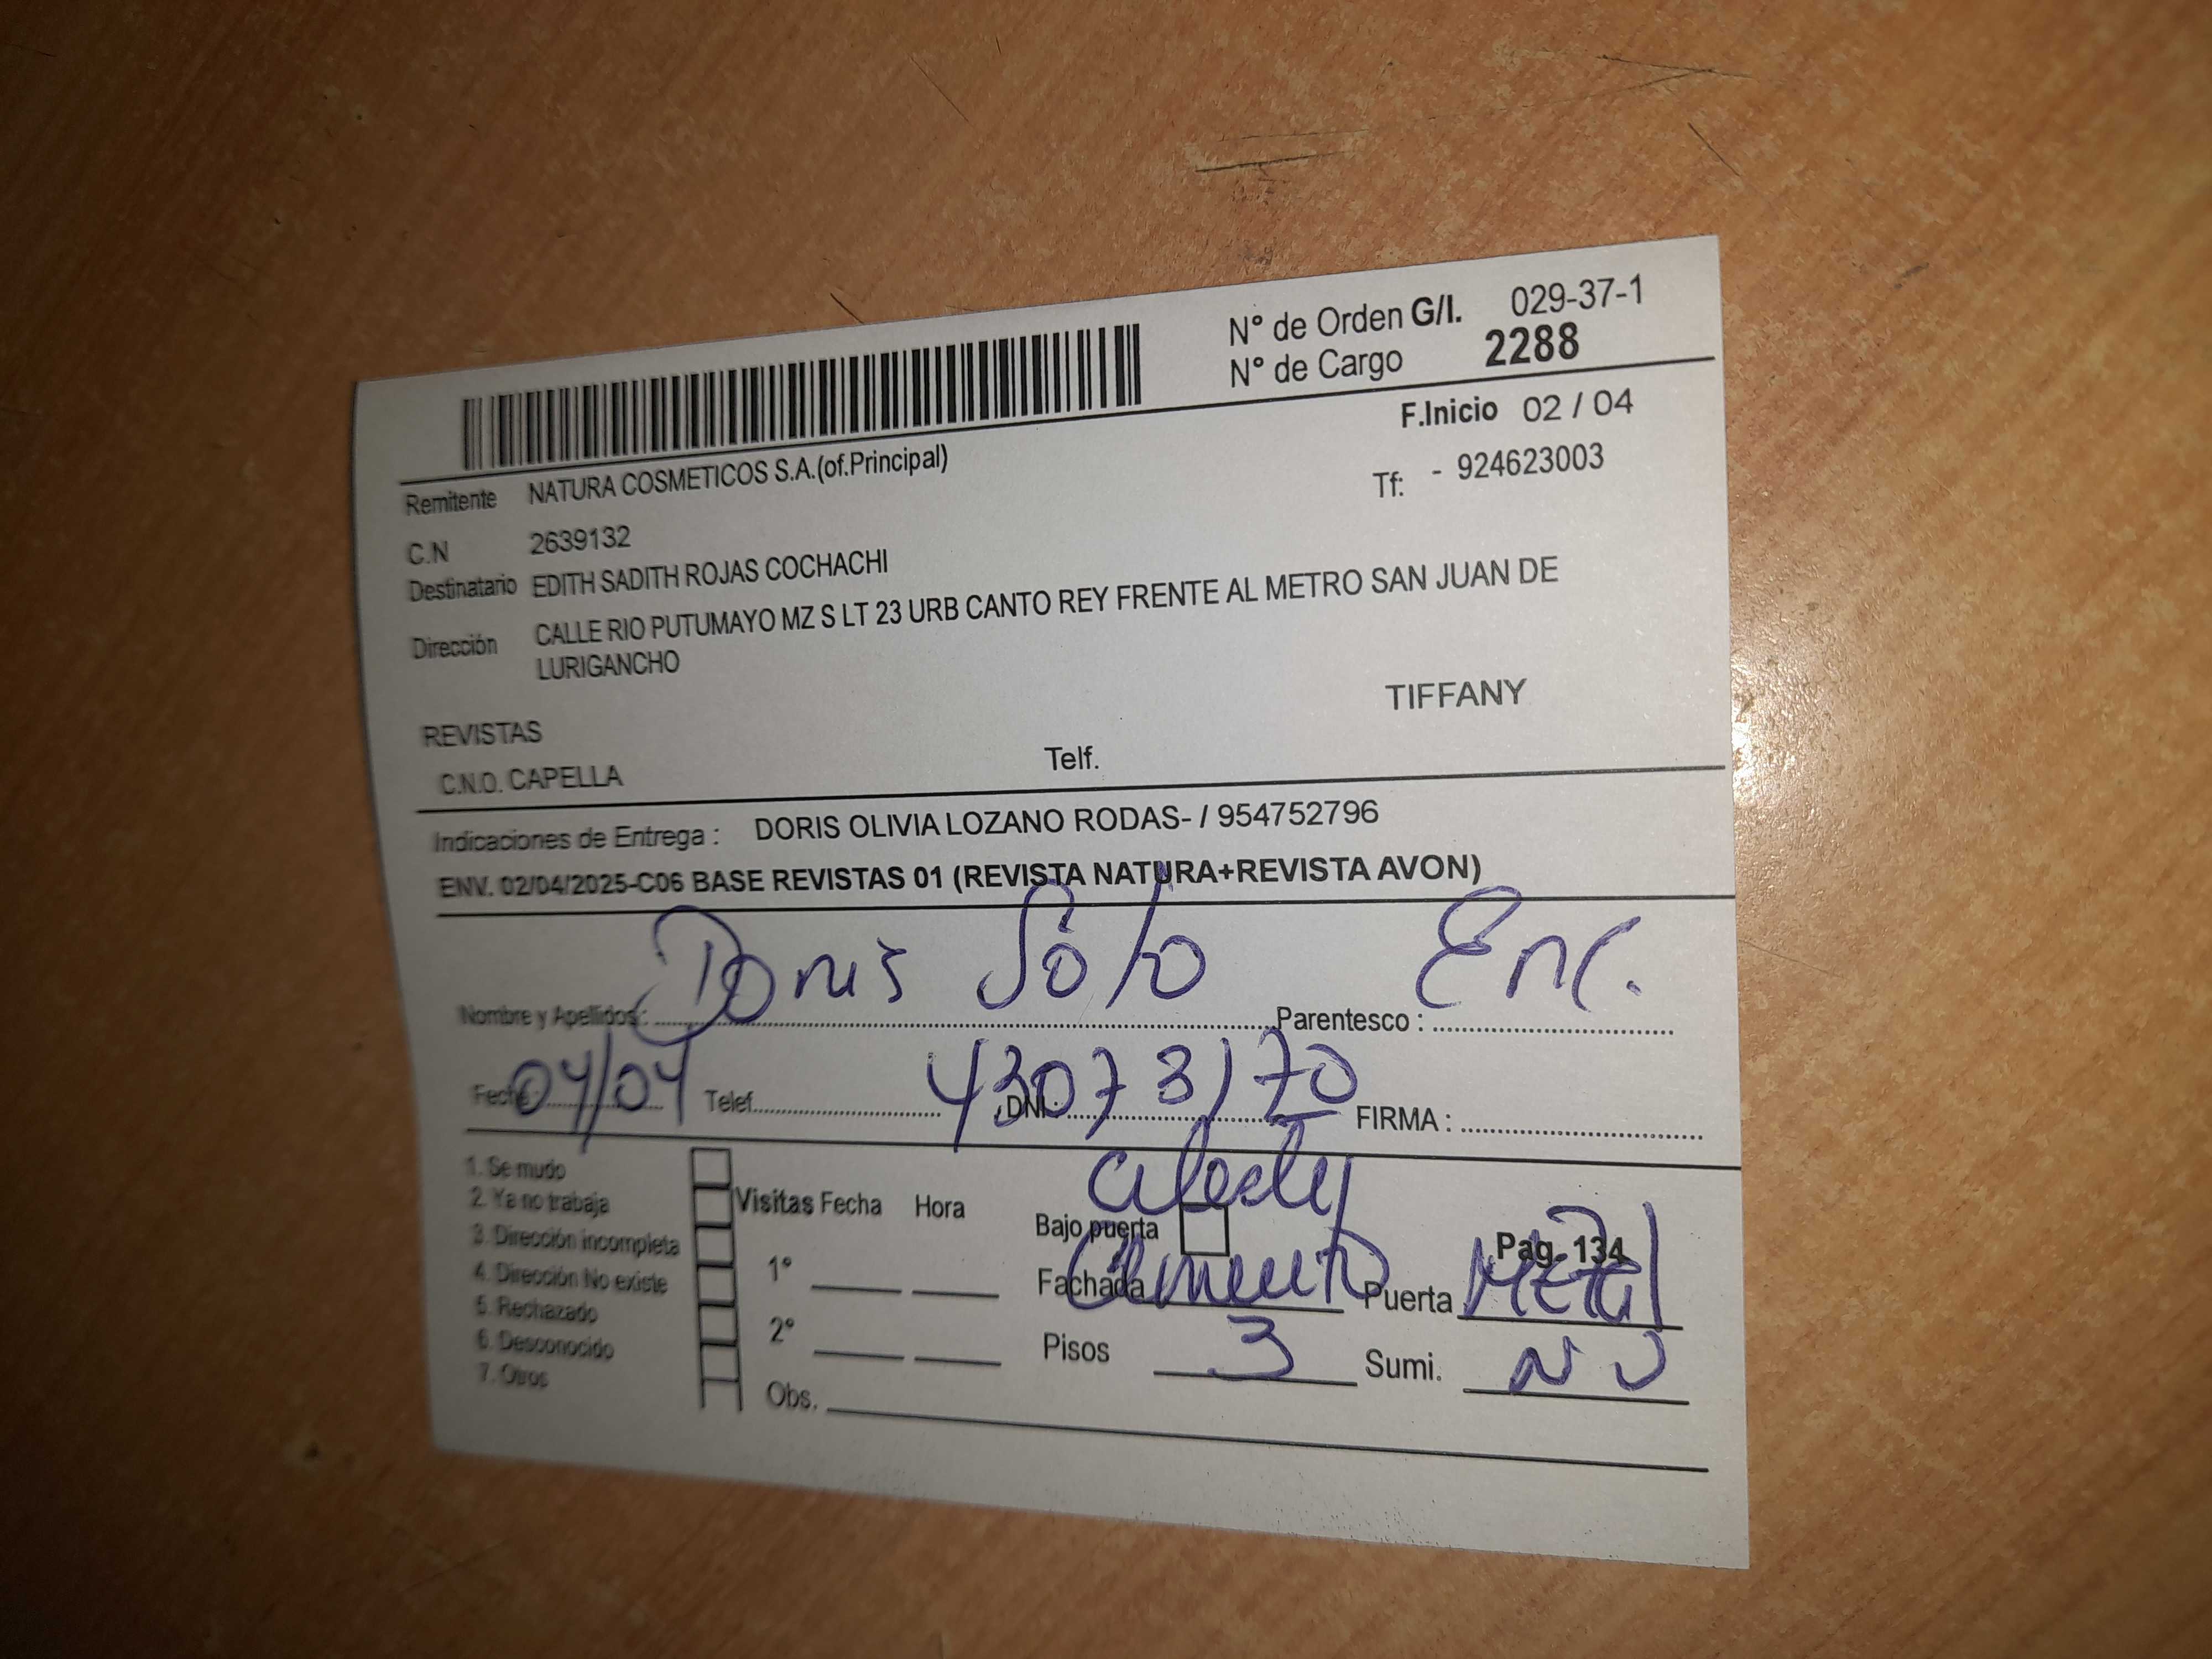 N° de Orden G/I. 029-37-1
N° de Cargo 2288
F.Inicio 02 / 04
Remitente NATURA COSMETICOS S.A.(of.Principal)
Tf: - 924623003
C.N 2639132
Destinatario EDITH SADITH ROJAS COCHACHI
Dirección CALLE RIO PUTUMAYO MZ S LT 23 URB CANTO REY FRENTE AL METRO SAN JUAN DE
LURIGANCHO
TIFFANY
REVISTAS
C.N.O. CAPELLA Telf.
Indicaciones de Entrega : DORIS OLIVIA LOZANO RODAS- / 954752796
ENV. 02/04/2025-C06 BASE REVISTAS 01 (REVISTA NATURA+REVISTA AVON)
Nombre y Apellidos: Doris Soto Parentesco : Enc.
Fecha 04/04 Telef. DNI: 43073170 FIRMA :
1. Se mudo
2. Ya no trabaja
3. Dirección incompleta
4. Dirección No existe
5. Rechazado
6. Desconocido
7. Otros
Visitas Fecha Hora
1°
2°
Obs.
Bajo puerta
Pag. 134
Fachada Cemento Puerta Metal
Pisos 3 Sumi. NO